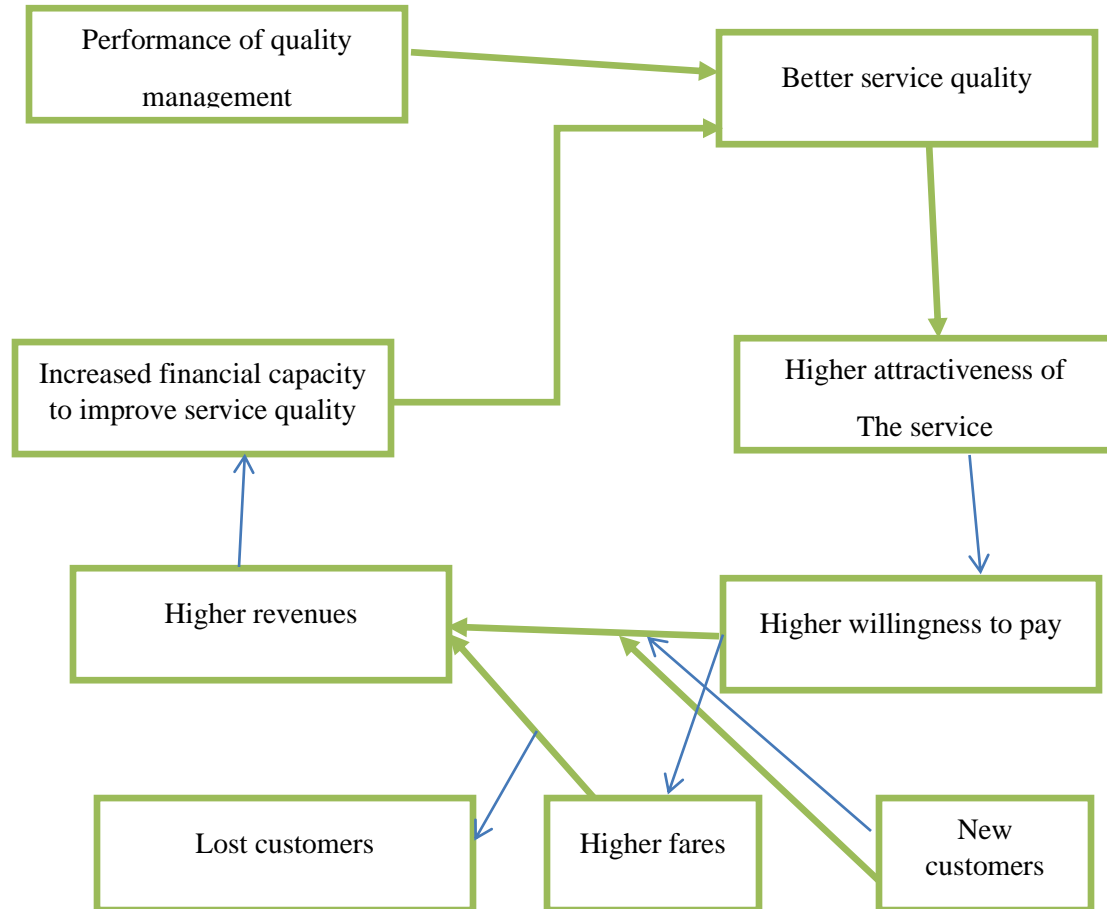 Performance of quality
management
Better service quality
Increased financial capacity
to improve service quality
Higher attractiveness of
The service
Higher revenues
Higher willingness to pay
Lost customers
Higher fares
New
customers